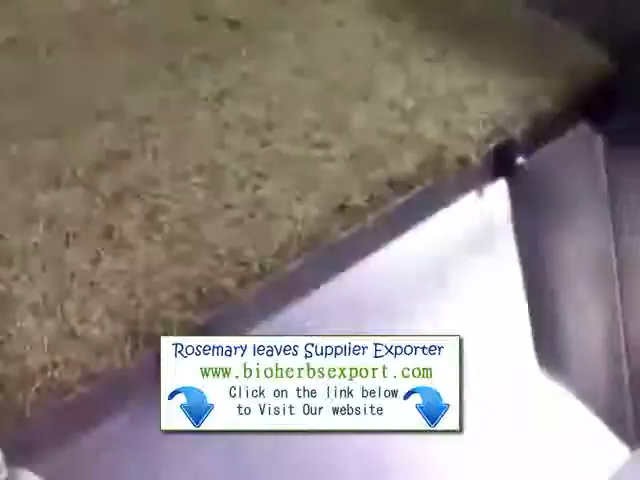 Rosemary leaves Supplier Exporter
www.bioherbsexport.com
Click on the link below
to Visit Our website